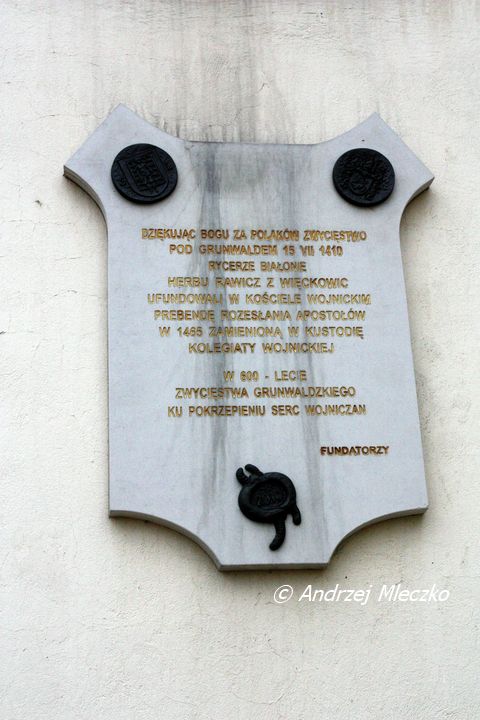 DZIĘKUJĄC BOGU ZA POLAKÓW ZWYCIĘSTWO
POD GRUNWALDEM 15 VII 1410
RYCERZE BIAŁONIE
HERBU RAWICZ Z WIĘCKOWIC
UFUNDOWALI W KOŚCIELE WOJNICKIM
PREBENDĘ ROZESŁANIA APOSTOŁÓW
W 1465 ZAMIENIONĄ W KUSTODIĘ
KOLEGIATY WOJNICKIEJ
W 600 - LECIE
ZWYCIĘSTWA GRUNWALDZKIEGO
KU POKRZEPIENIU SERC WOJNICZAN
FUNDATORZY
© Andrzej Mleczko